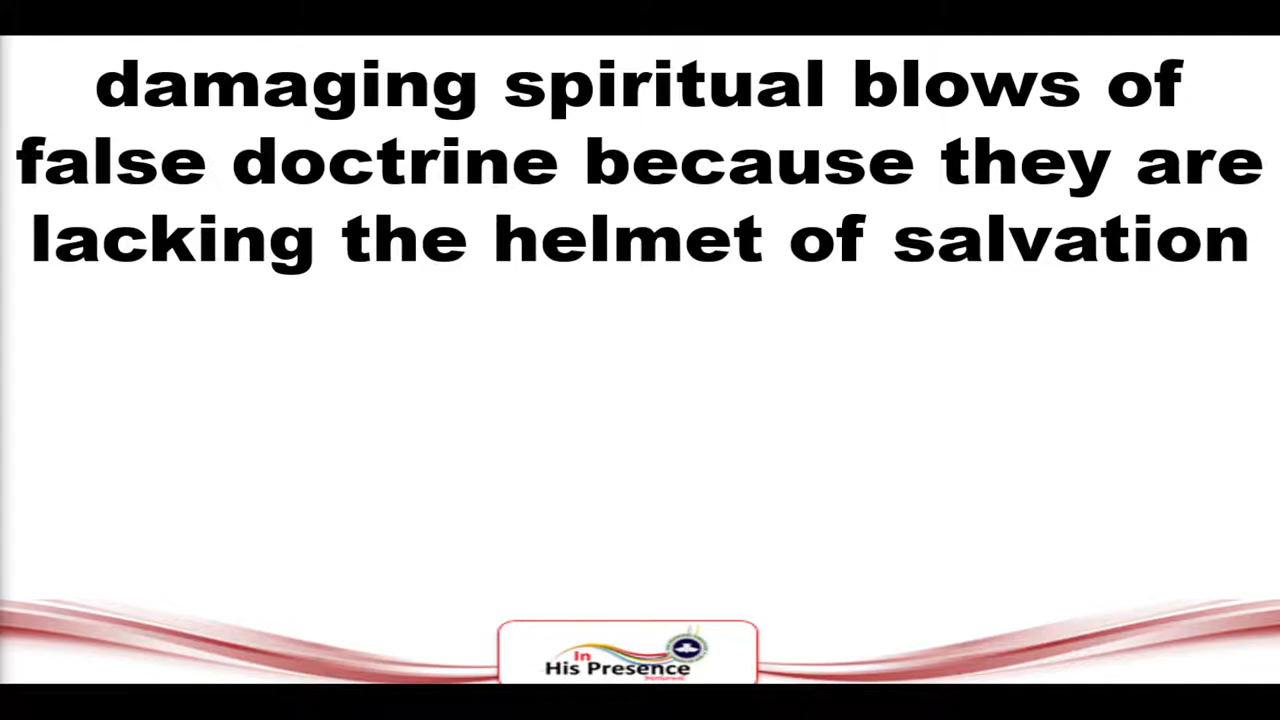 damaging spiritual blows of
false doctrine because they are
lacking the helmet of salvation
In
His Presence